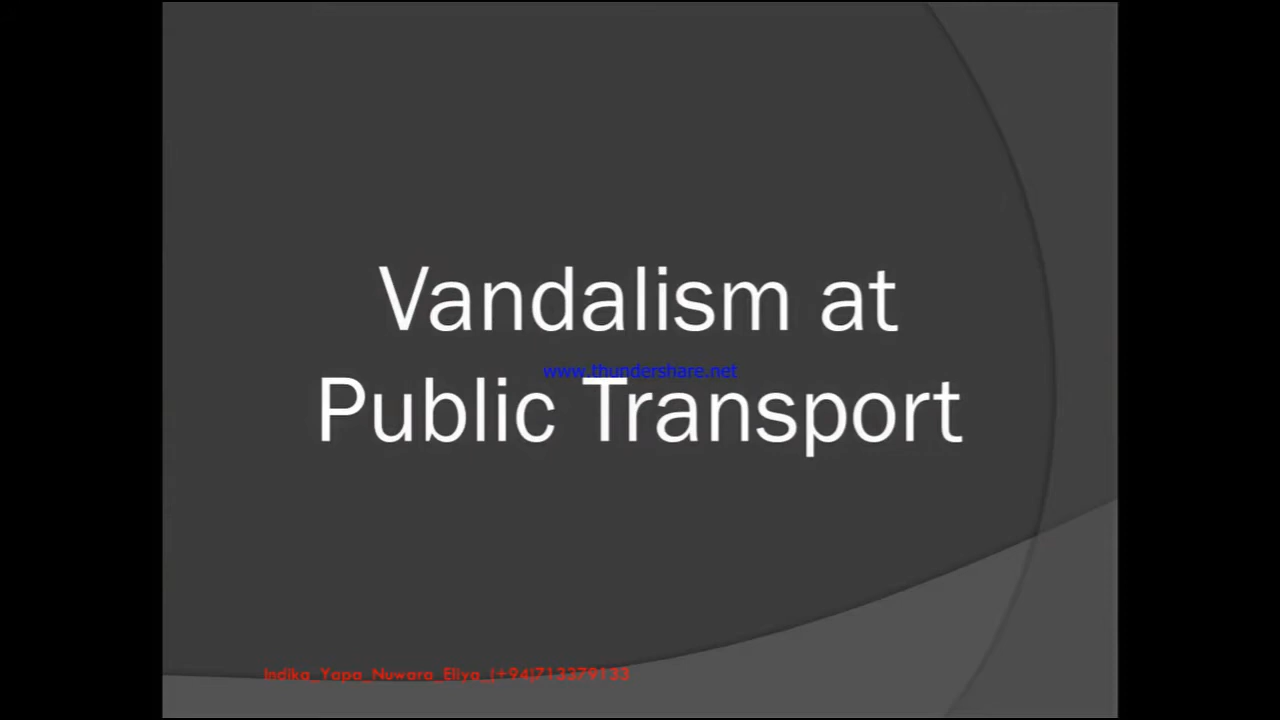 Vandalism at
www.thundershare.net
Public Transport
Indika_Yapa_Nuwara_Eliya_(+94)713379133